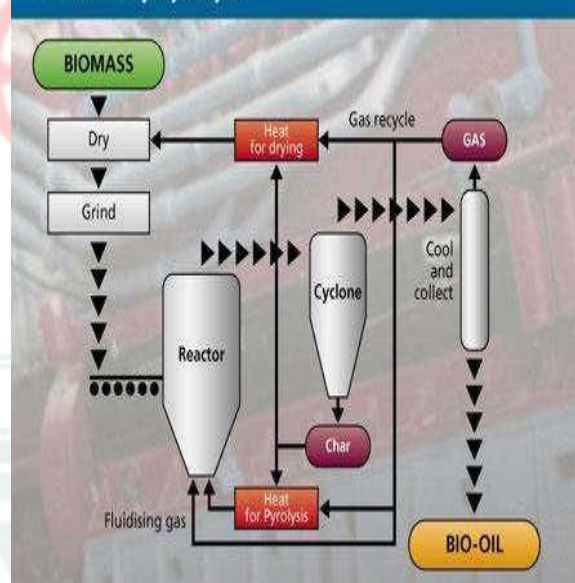 BIOMASS
Dry
Grind
Heat
for drying
Gas recycle
GAS
Cool
and
collect
Cyclone
Reactor
Char
Heat
for Pyrolysis
Fluidising gas
BIO-OIL